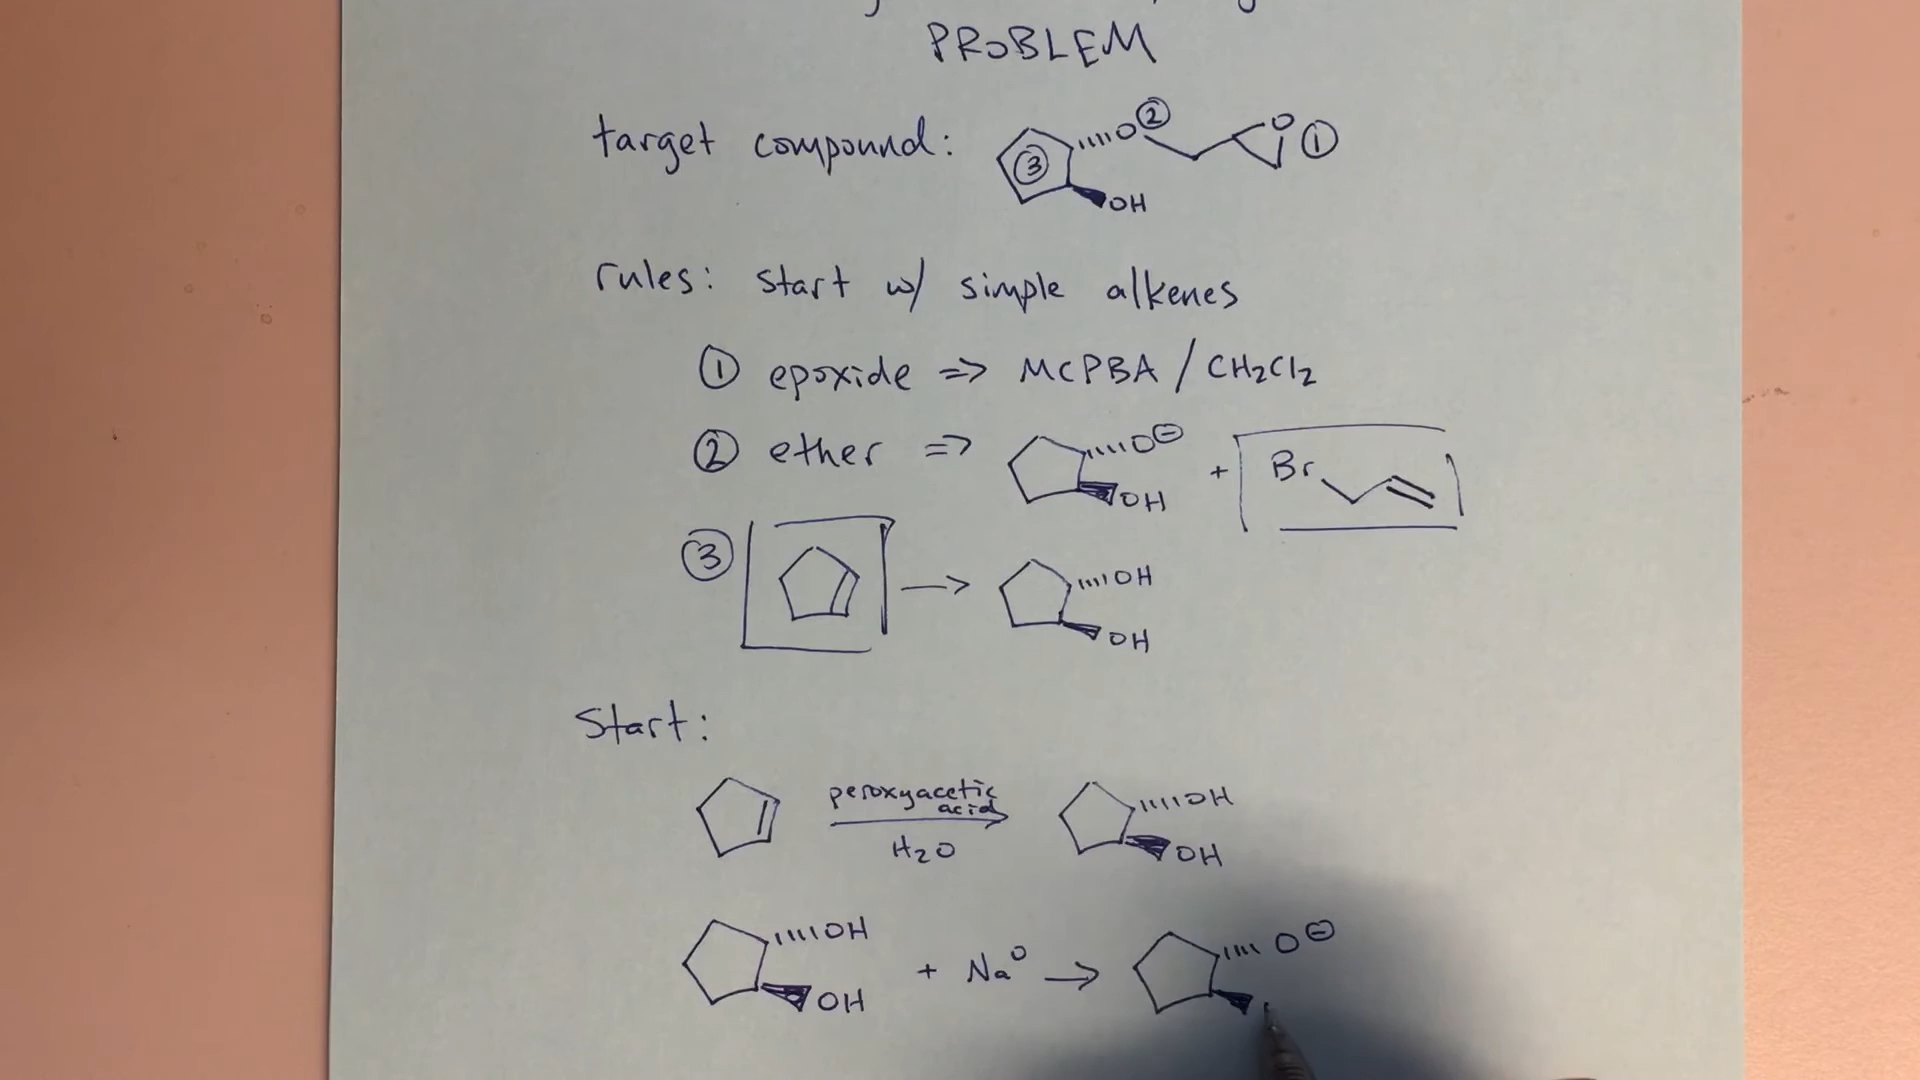 PROBLEM
target compound: ③ O ② O ① OH
rules: start w/ simple alkenes
① epoxide => MCPBA / CH₂Cl₂
② ether => O⊖ OH + Br
③ → OH OH
Start:
peroxyacetic acid H₂O OH OH
OH OH + Na⁰ → O⊖